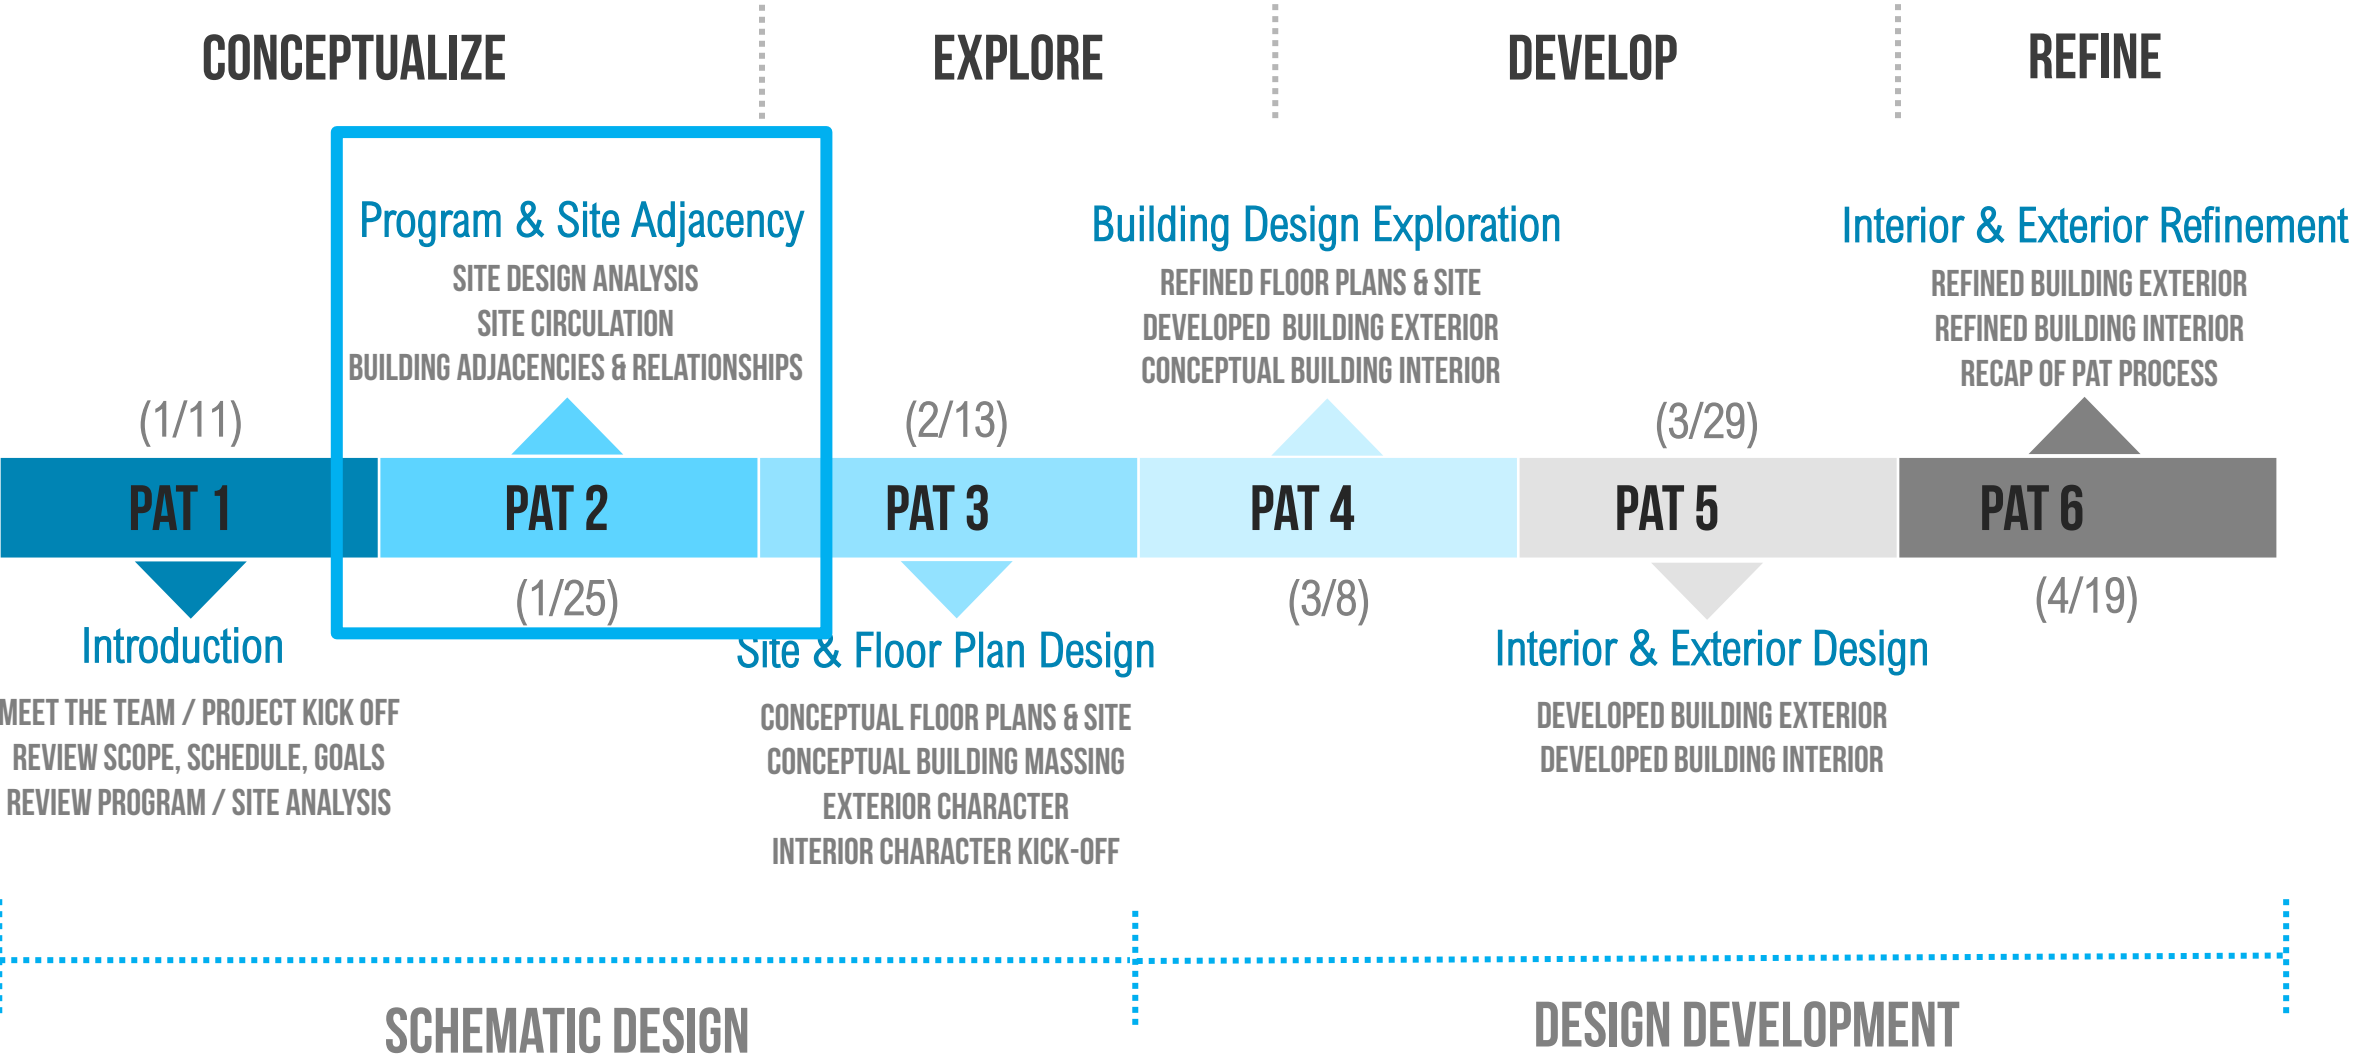 CONCEPTUALIZE
EXPLORE
DEVELOP
REFINE
Program & Site Adjacency
SITE DESIGN ANALYSIS
SITE CIRCULATION
BUILDING ADJACENCIES & RELATIONSHIPS
Building Design Exploration
REFINED FLOOR PLANS & SITE
DEVELOPED BUILDING EXTERIOR
CONCEPTUAL BUILDING INTERIOR
Interior & Exterior Refinement
REFINED BUILDING EXTERIOR
REFINED BUILDING INTERIOR
RECAP OF PAT PROCESS
(1/11)
(2/13)
(3/29)
PAT 1
PAT 2
PAT 3
PAT 4
PAT 5
PAT 6
(1/25)
(3/8)
(4/19)
Introduction
MEET THE TEAM / PROJECT KICK OFF
REVIEW SCOPE, SCHEDULE, GOALS
REVIEW PROGRAM / SITE ANALYSIS
Site & Floor Plan Design
CONCEPTUAL FLOOR PLANS & SITE
CONCEPTUAL BUILDING MASSING
EXTERIOR CHARACTER
INTERIOR CHARACTER KICK-OFF
Interior & Exterior Design
DEVELOPED BUILDING EXTERIOR
DEVELOPED BUILDING INTERIOR
SCHEMATIC DESIGN
DESIGN DEVELOPMENT